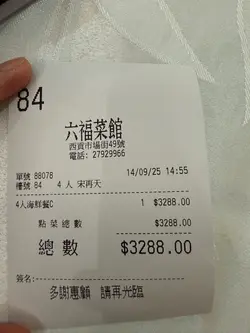 84
六福菜館
西貢市場街49號
電話: 27929966
單號 88078 14/09/25 14:55
檯號 84 4 人 宋再天
4人海鮮餐C 1 $3288.00
點菜總數 $3288.00
總數 $3288.00
簽名:
多謝惠顧 請再光臨